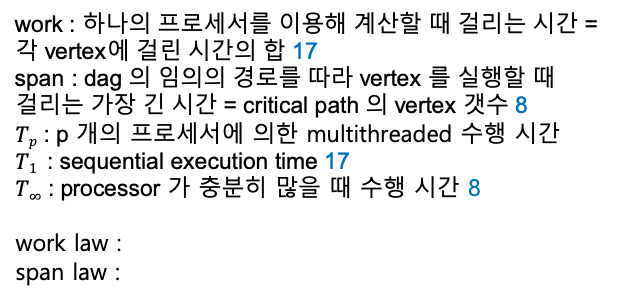 work : 하나의 프로세서를 이용해 계산할 때 걸리는 시간 =
각 vertex에 걸린 시간의 합 17
span : dag 의 임의의 경로를 따라 vertex 를 실행할 때
걸리는 가장 긴 시간 = critical path 의 vertex 갯수 8
Tₚ : p 개의 프로세서에 의한 multithreaded 수행 시간
T₁ : sequential execution time 17
T∞ : processor 가 충분히 많을 때 수행 시간 8
work law :
span law :